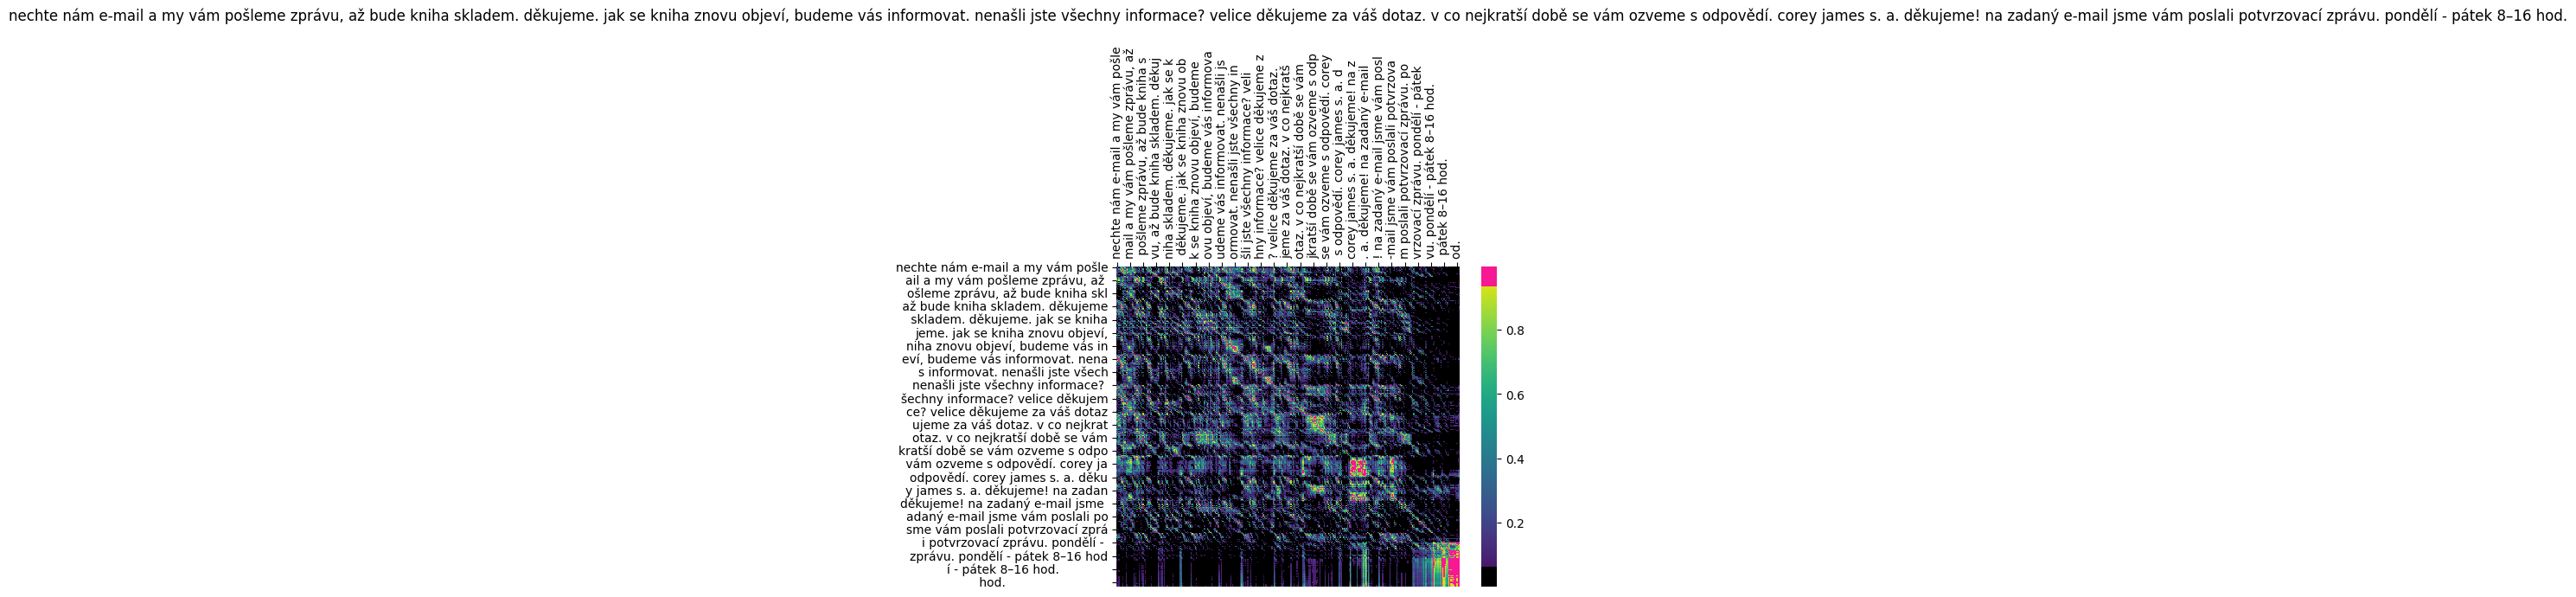 nechte nám e-mail a my vám pošleme zprávu, až bude kniha skladem. děkujeme. jak se kniha znovu objeví, budeme vás informovat. nenašli jste všechny informace? velice děkujeme za váš dotaz. v co nejkratší době se vám ozveme s odpovědí. corey james s. a. děkujeme! na zadaný e-mail jsme vám poslali potvrzovací zprávu. pondělí - pátek 8–16 hod.
nechte nám e-mail a my vám pošle
mail a my vám pošleme zprávu, až
pošleme zprávu, až bude kniha s
vu, až bude kniha skladem. děkuj
niha skladem. děkujeme. jak se k
děkujeme. jak se kniha znovu ob
k se kniha znovu objeví, budeme
ovu objeví, budeme vás informova
udeme vás informovat. nenašli js
ormovat. nenašli jste všechny in
šli jste všechny informace? veli
hny informace? velice děkujeme z
? velice děkujeme za váš dotaz.
jeme za váš dotaz. v co nejkratš
otaz. v co nejkratší době se vám
jkratší době se vám ozveme s odp
se vám ozveme s odpovědí. corey
s odpovědí. corey james s. a. d
corey james s. a. děkujeme! na z
. a. děkujeme! na zadaný e-mail
! na zadaný e-mail jsme vám posl
-mail jsme vám poslali potvrzova
m poslali potvrzovací zprávu. po
vrzovací zprávu. pondělí - pátek
vu. pondělí - pátek 8–16 hod.
pátek 8–16 hod.
od.
nechte nám e-mail a my vám pošle
ail a my vám pošleme zprávu, až
ošleme zprávu, až bude kniha skl
až bude kniha skladem. děkujeme
skladem. děkujeme. jak se kniha
jeme. jak se kniha znovu objeví,
niha znovu objeví, budeme vás in
eví, budeme vás informovat. nena
s informovat. nenašli jste všech
nenašli jste všechny informace?
šechny informace? velice děkujem
ce? velice děkujeme za váš dotaz
ujeme za váš dotaz. v co nejkrat
otaz. v co nejkratší době se vám
kratší době se vám ozveme s odpo
vám ozveme s odpovědí. corey ja
odpovědí. corey james s. a. děku
y james s. a. děkujeme! na zadan
děkujeme! na zadaný e-mail jsme
adaný e-mail jsme vám poslali po
sme vám poslali potvrzovací zprá
i potvrzovací zprávu. pondělí -
zprávu. pondělí - pátek 8–16 hod
í - pátek 8–16 hod.
hod.
0.8
0.6
0.4
0.2